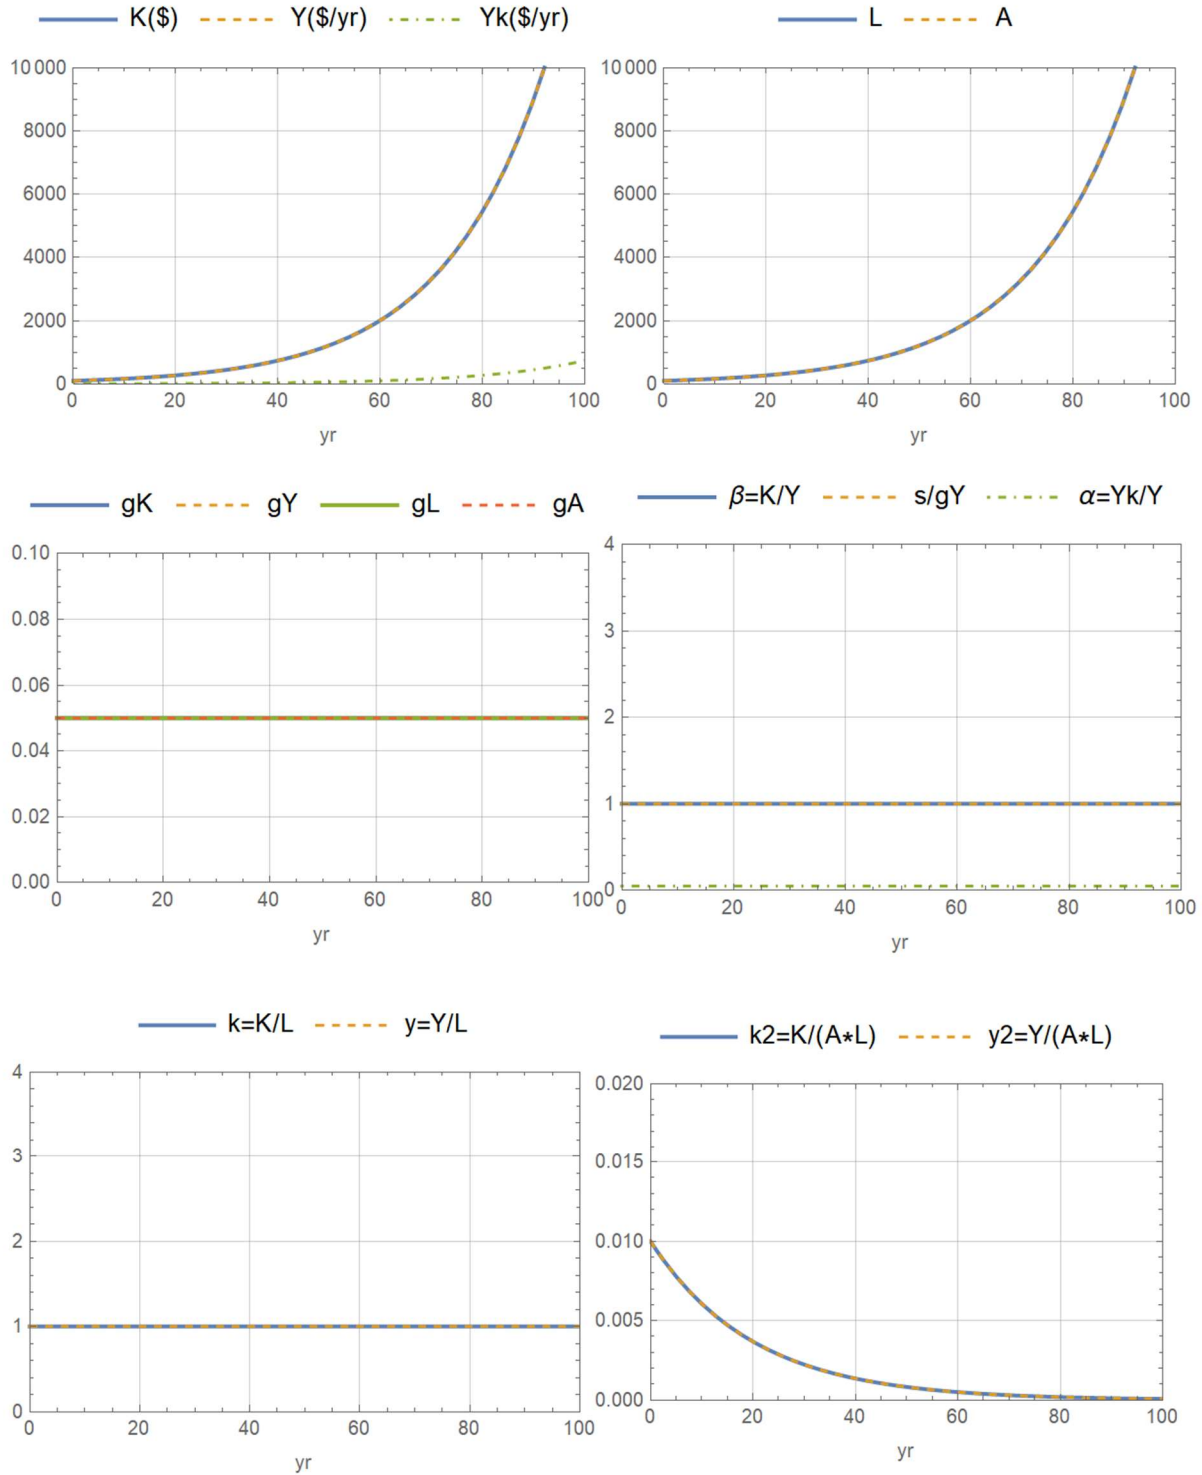 K($) Y($/yr) Yk($/yr)
10 000
8000
6000
4000
2000
0
0 20 40 60 80 100
yr
L A
10 000
8000
6000
4000
2000
0
0 20 40 60 80 100
yr
gK gY gL gA
0.10
0.08
0.06
0.04
0.02
0.00
0 20 40 60 80 100
yr
β=K/Y s/gY α=Yk/Y
4
3
2
1
0
0 20 40 60 80 100
yr
k=K/L y=Y/L
4
3
2
1
0
0 20 40 60 80 100
yr
k2=K/(A*L) y2=Y/(A*L)
0.020
0.015
0.010
0.005
0.000
0 20 40 60 80 100
yr